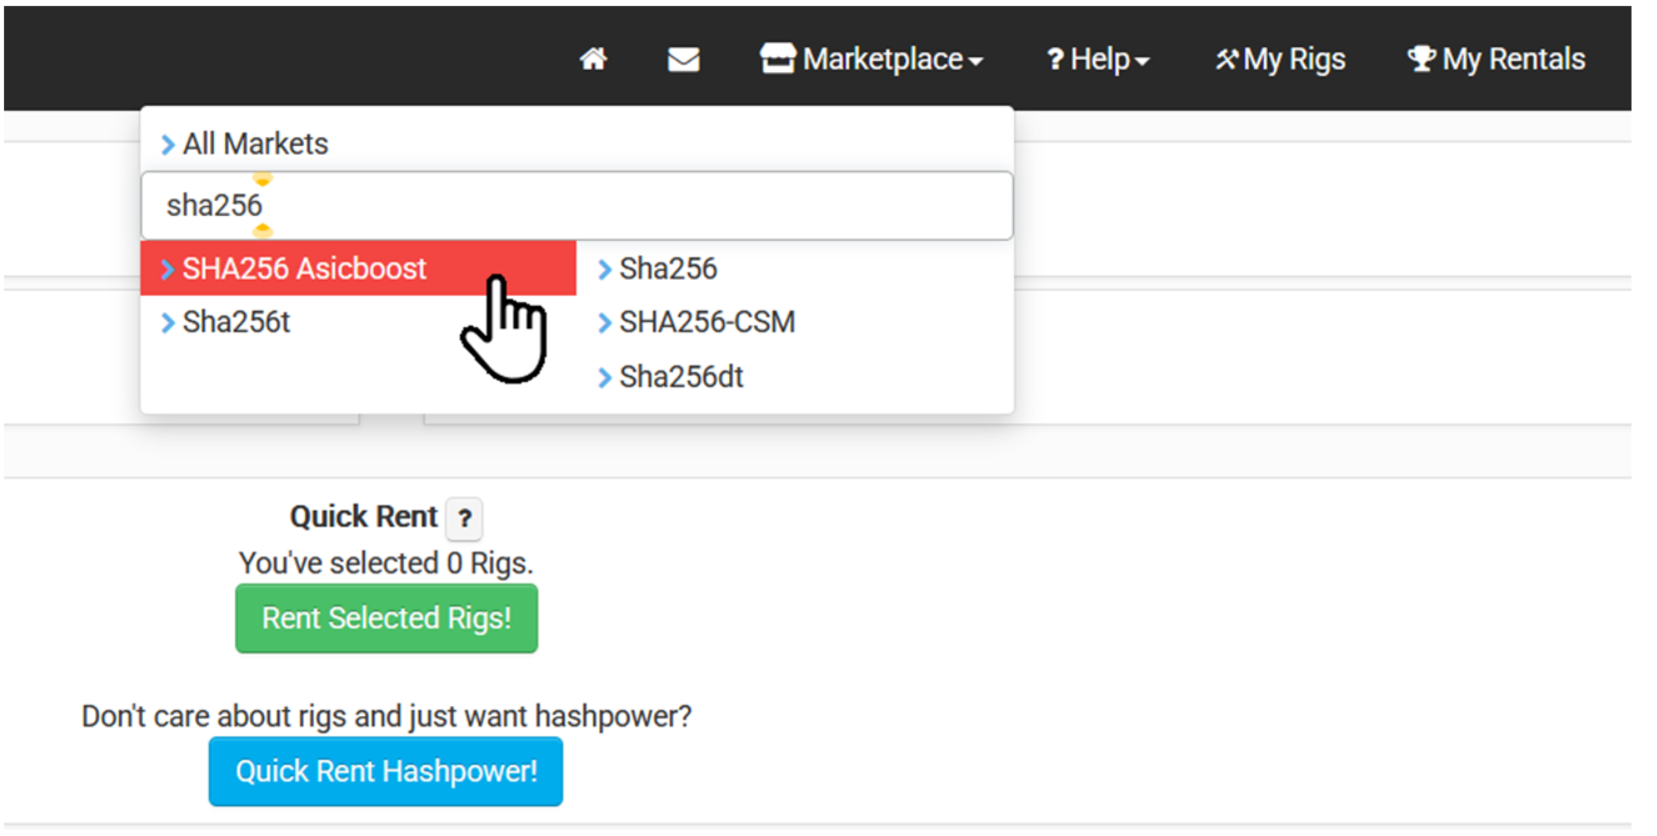 Marketplace ? Help My Rigs My Rentals
All Markets
sha256
SHA256 Asicboost Sha256
Sha256t SHA256-CSM
Sha256dt
Quick Rent ?
You've selected 0 Rigs.
Rent Selected Rigs!
Don't care about rigs and just want hashpower?
Quick Rent Hashpower!